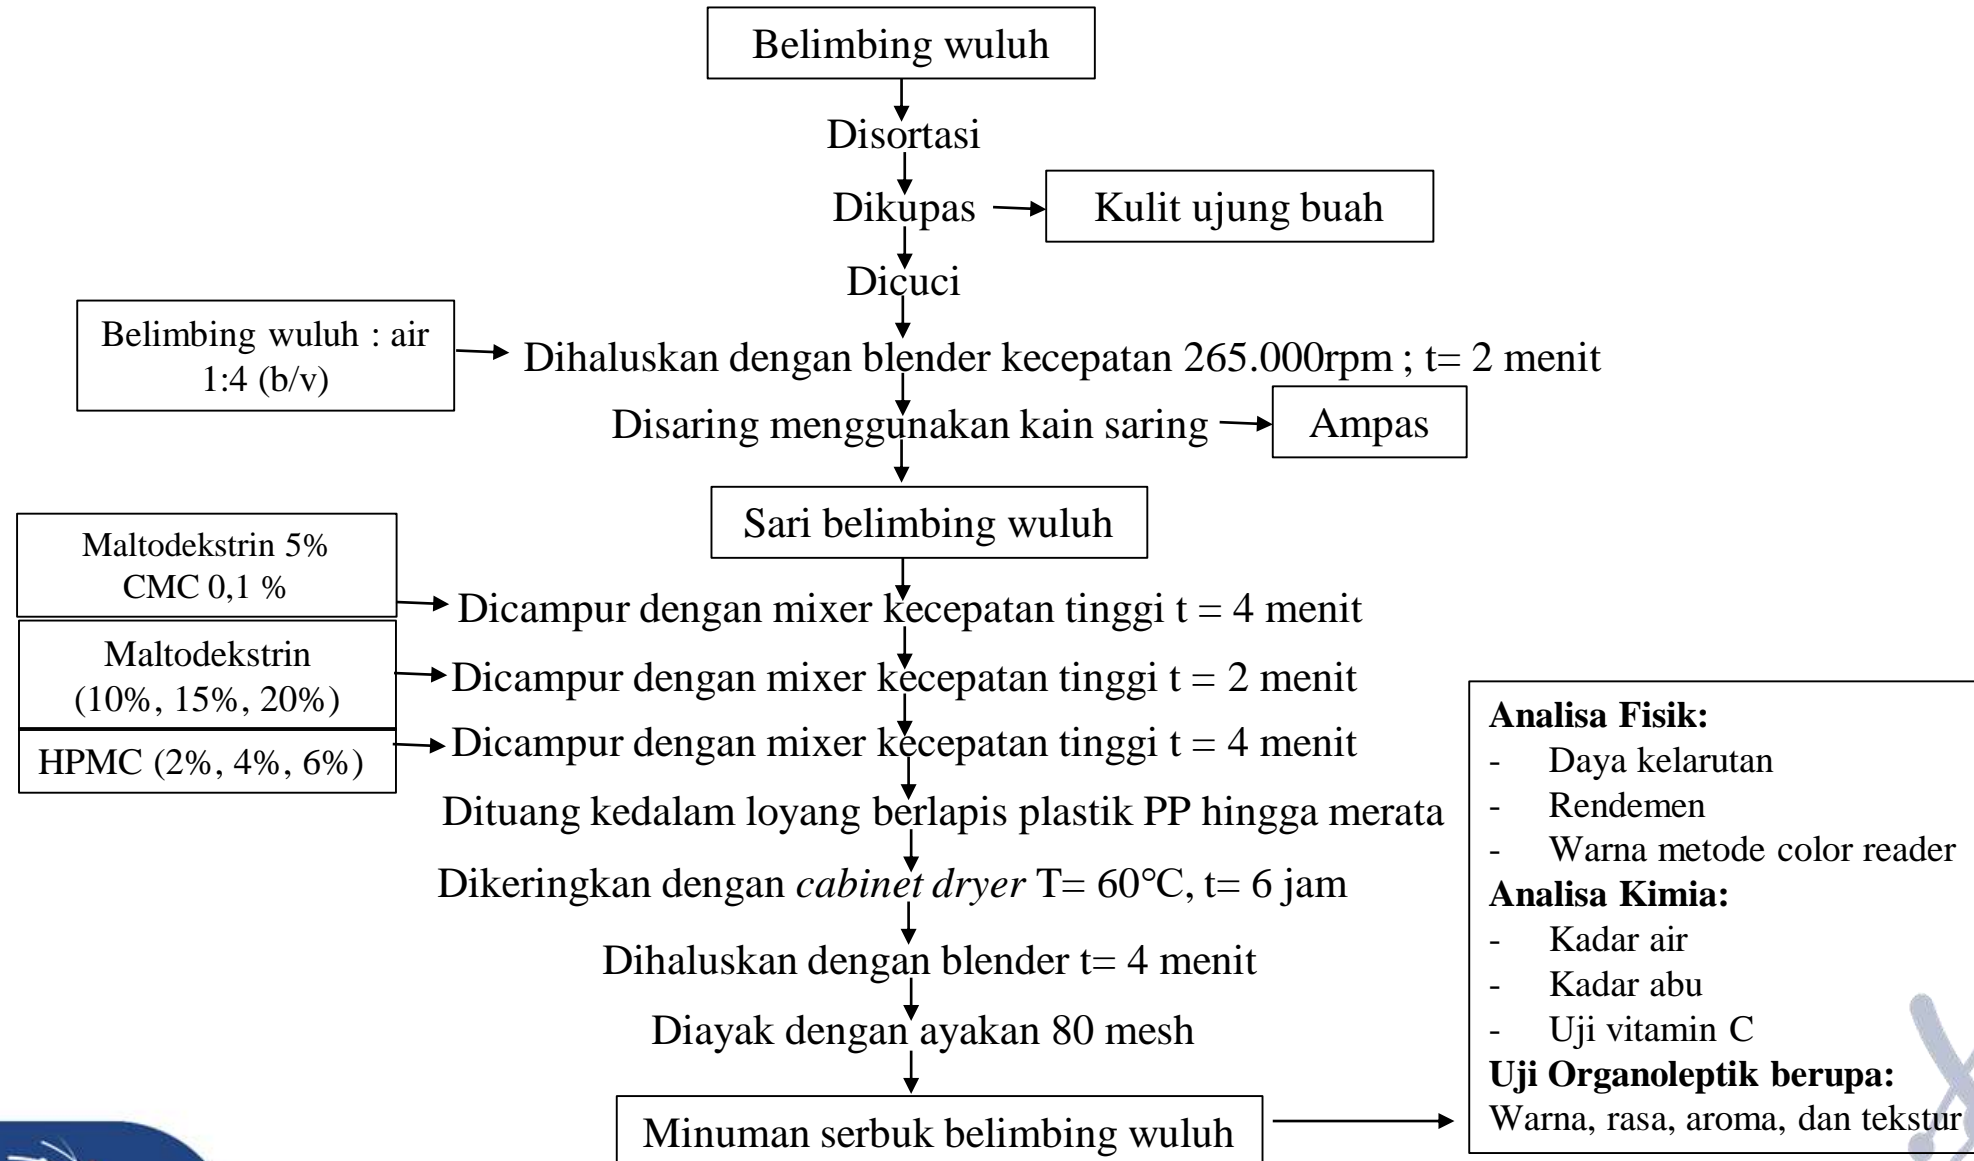 Belimbing wuluh
Disortasi
Dikupas
Kulit ujung buah
Dicuci
Belimbing wuluh : air
1:4 (b/v)
Dihaluskan dengan blender kecepatan 265.000rpm ; t= 2 menit
Disaring menggunakan kain saring
Ampas
Sari belimbing wuluh
Maltodekstrin 5%
CMC 0,1 %
Dicampur dengan mixer kecepatan tinggi t = 4 menit
Maltodekstrin
(10%, 15%, 20%)
Dicampur dengan mixer kecepatan tinggi t = 2 menit
HPMC (2%, 4%, 6%)
Dicampur dengan mixer kecepatan tinggi t = 4 menit
Dituang kedalam loyang berlapis plastik PP hingga merata
Dikeringkan dengan cabinet dryer T= 60°C, t= 6 jam
Dihaluskan dengan blender t= 4 menit
Diayak dengan ayakan 80 mesh
Minuman serbuk belimbing wuluh
Analisa Fisik:
- Daya kelarutan
- Rendemen
- Warna metode color reader
Analisa Kimia:
- Kadar air
- Kadar abu
- Uji vitamin C
Uji Organoleptik berupa:
Warna, rasa, aroma, dan tekstur